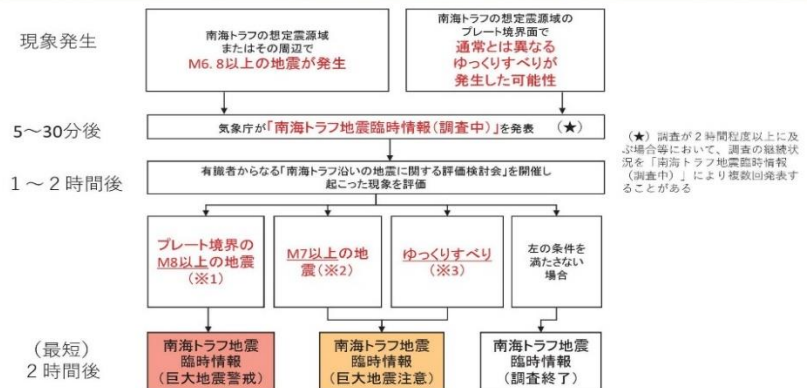 現象発生
南海トラフの想定震源域
またはその周辺で
M6.8以上の地震が発生
南海トラフの想定震源域の
プレート境界面で
通常とは異なる
ゆっくりすべりが
発生した可能性
5～30分後
気象庁が「南海トラフ地震臨時情報(調査中)」を発表　(★)
(★)調査が2時間程度以上に及
ぶ場合等において、調査の継続状
況を「南海トラフ地震臨時情報
(調査中)」により複数回発表す
ることがある
1～2時間後
有識者からなる「南海トラフ沿いの地震に関する評価検討会」を開催し
起こった現象を評価
プレート境界の
M8以上の地震
(※1)
M7以上の地
震(※2)
ゆっくりすべり
(※3)
左の条件を
満たさない
場合
(最短)
2時間後
南海トラフ地震
臨時情報
(巨大地震警戒)
南海トラフ地震
臨時情報
(巨大地震注意)
南海トラフ地震
臨時情報
(調査終了)